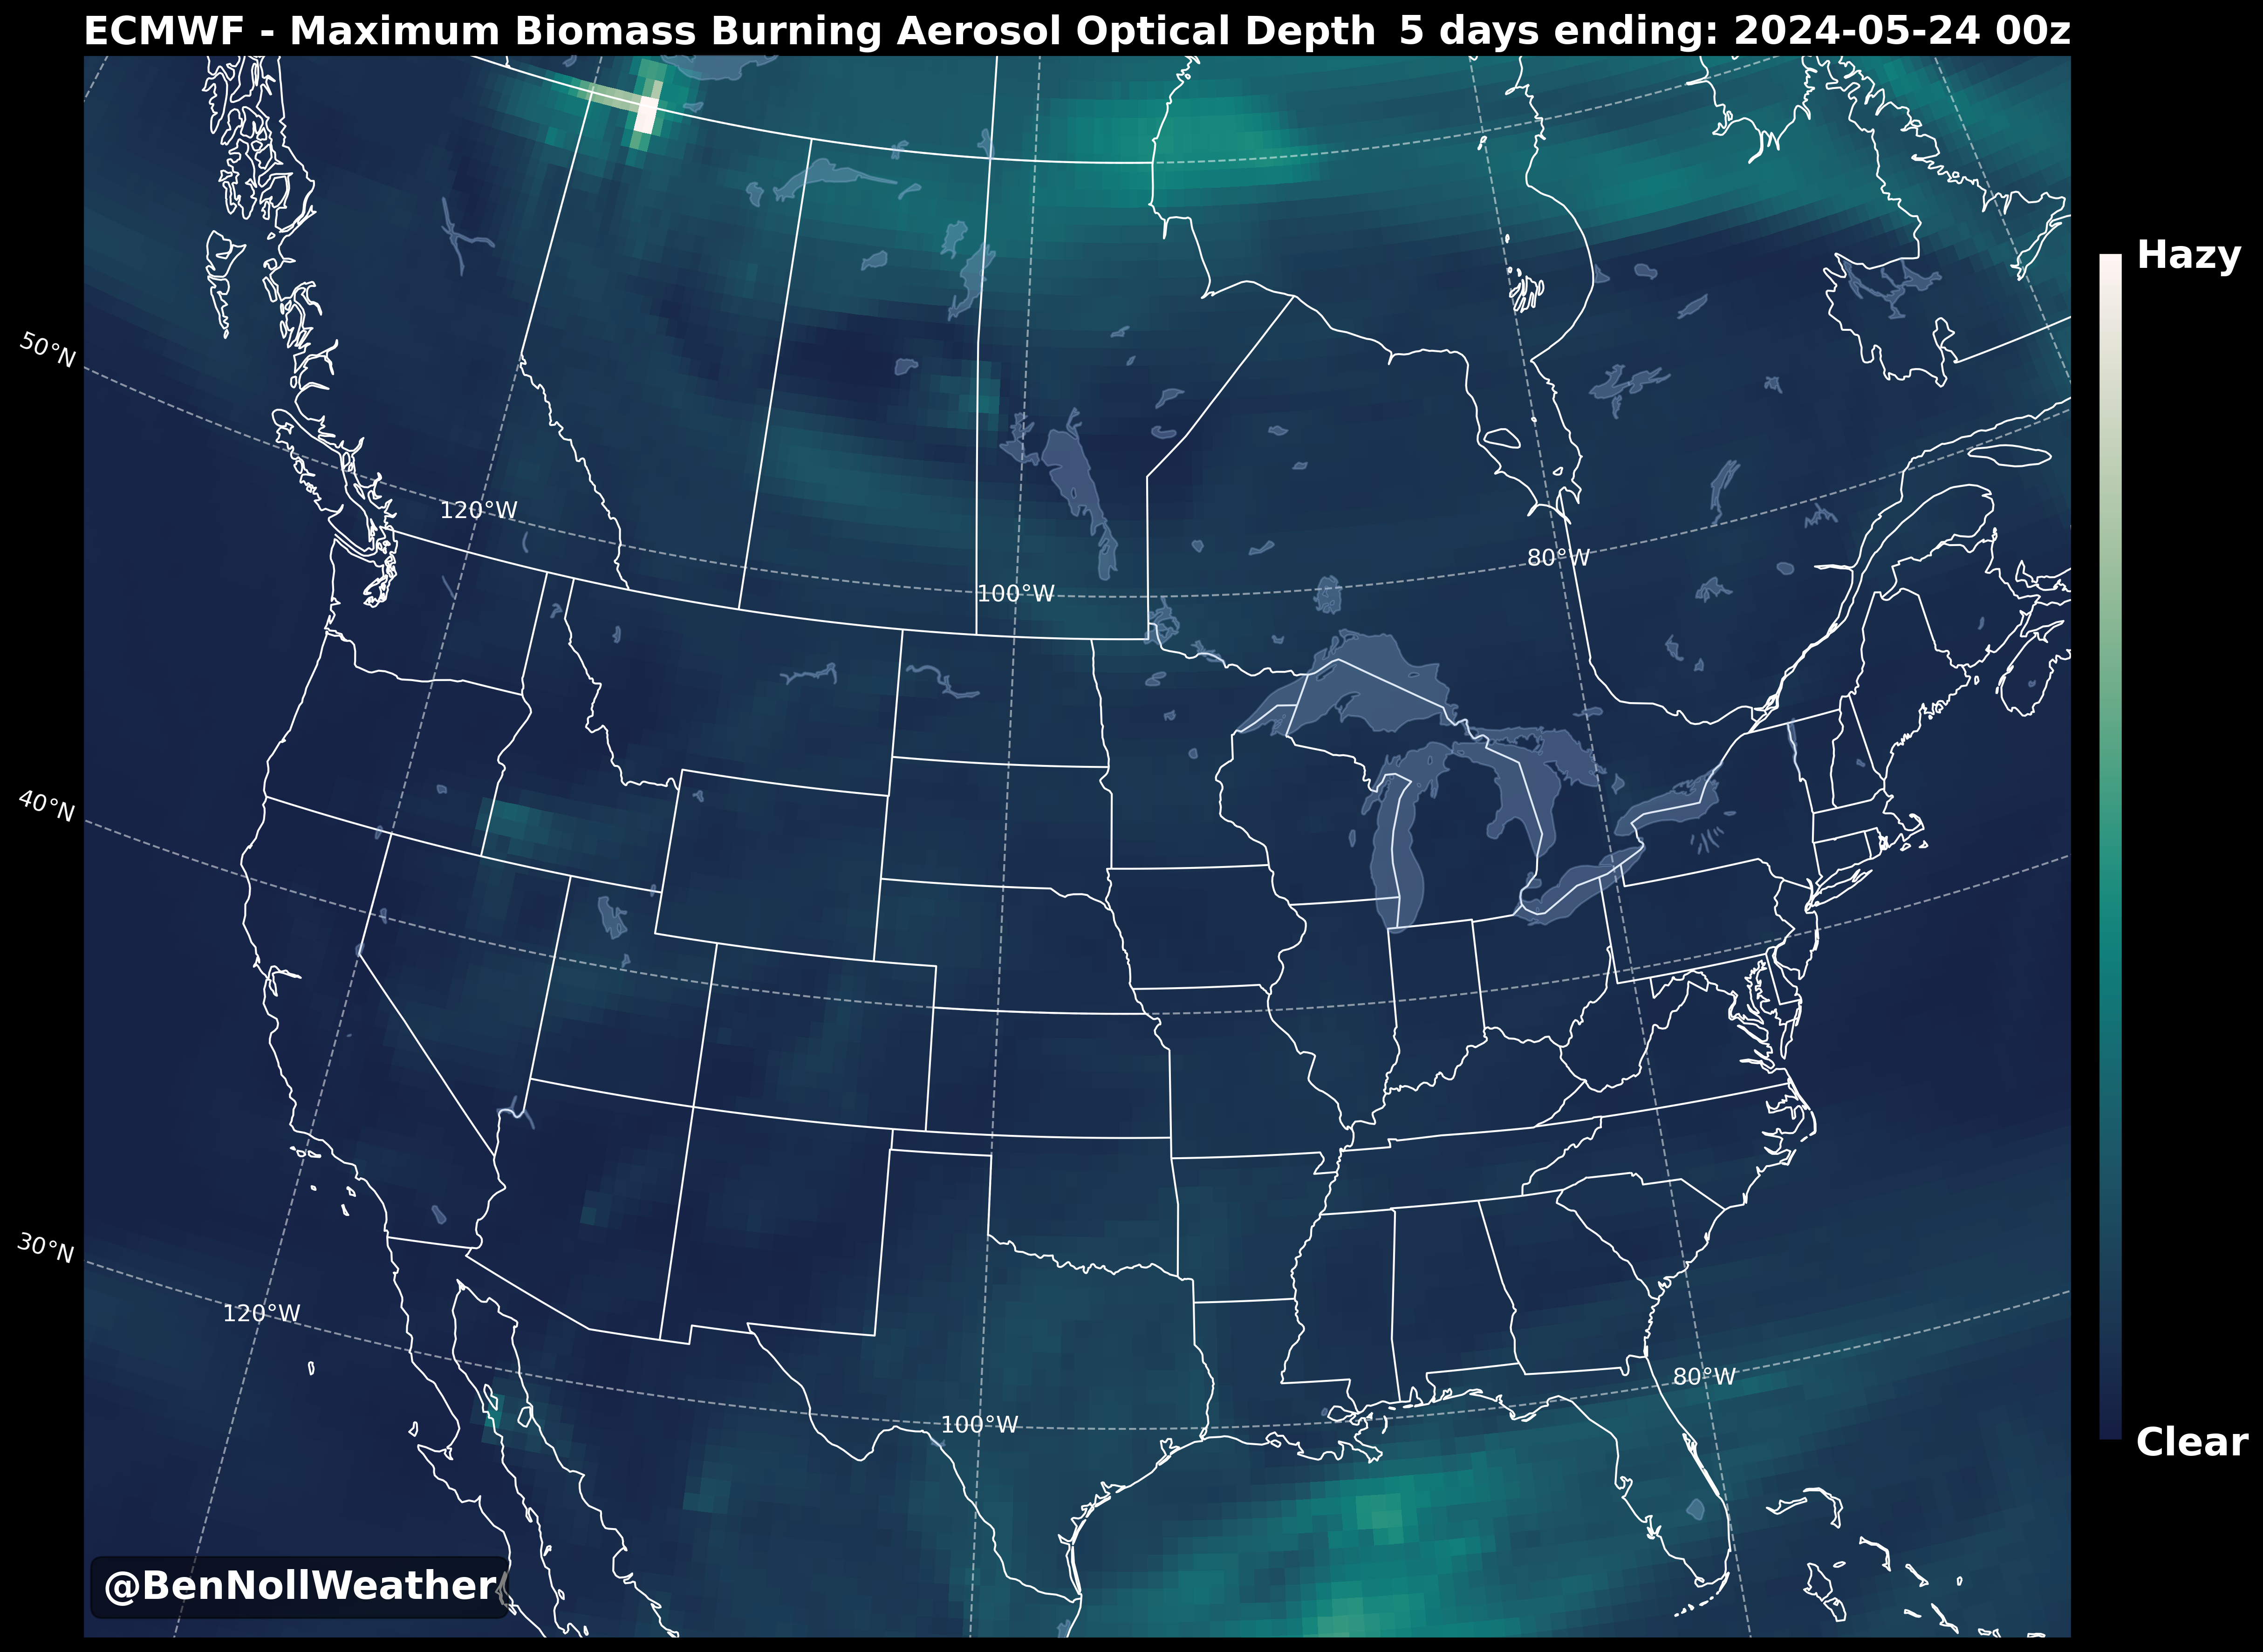 ECMWF - Maximum Biomass Burning Aerosol Optical Depth 5 days ending: 2024-05-24 00z
Hazy
50°N
120°W
80°W
100°W
40°N
30°N
120°W
80°W
100°W
Clear
@BenNollWeather